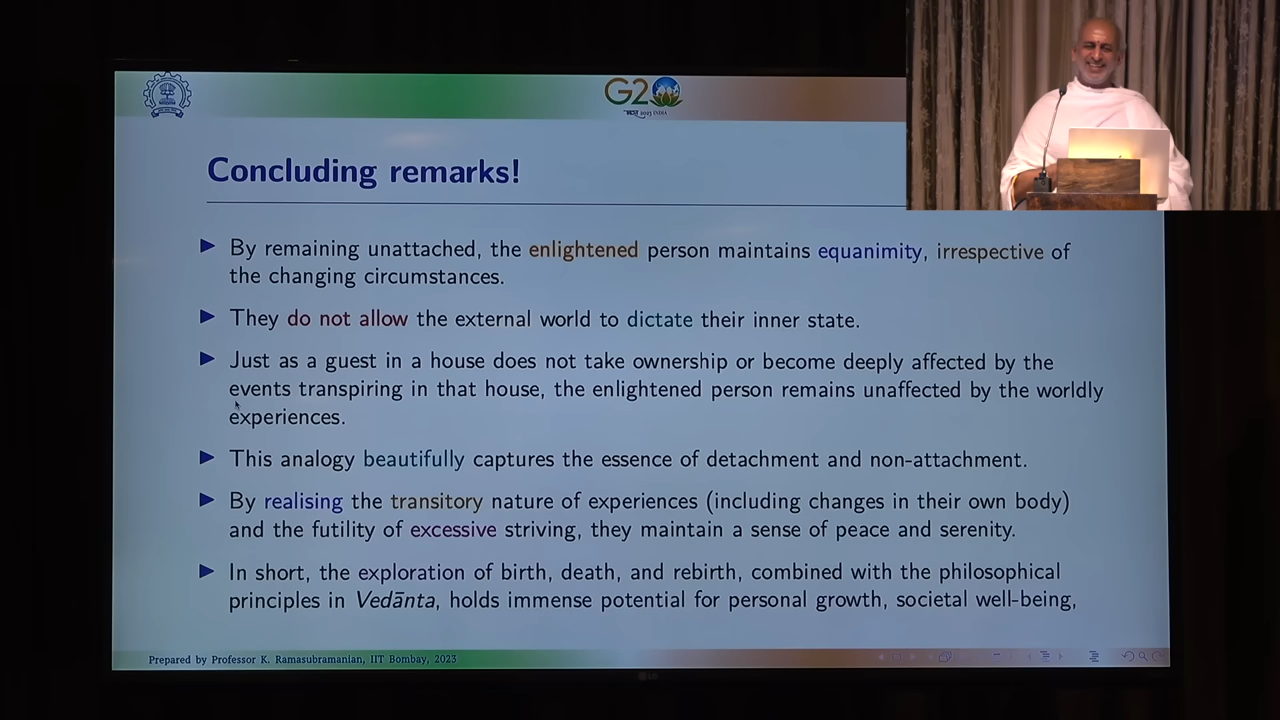 G20
भारत 2023 INDIA
Concluding remarks!
By remaining unattached, the enlightened person maintains equanimity, irrespective of
the changing circumstances.
They do not allow the external world to dictate their inner state.
Just as a guest in a house does not take ownership or become deeply affected by the
events transpiring in that house, the enlightened person remains unaffected by the worldly
experiences.
This analogy beautifully captures the essence of detachment and non-attachment.
By realising the transitory nature of experiences (including changes in their own body)
and the futility of excessive striving, they maintain a sense of peace and serenity.
In short, the exploration of birth, death, and rebirth, combined with the philosophical
principles in Vedānta, holds immense potential for personal growth, societal well-being,
Prepared by Professor K. Ramasubramanian, IIT Bombay, 2023
LG